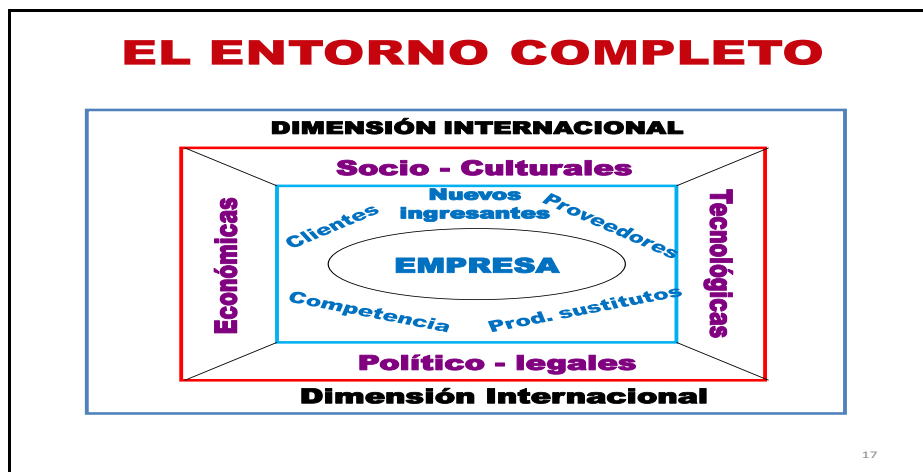 EL ENTORNO COMPLETO
DIMENSIÓN INTERNACIONAL
Socio - Culturales
Económicas
Tecnológicas
Nuevos
ingresantes
Clientes
Proveedores
EMPRESA
Competencia
Prod. sustitutos
Político - legales
Dimensión Internacional
17